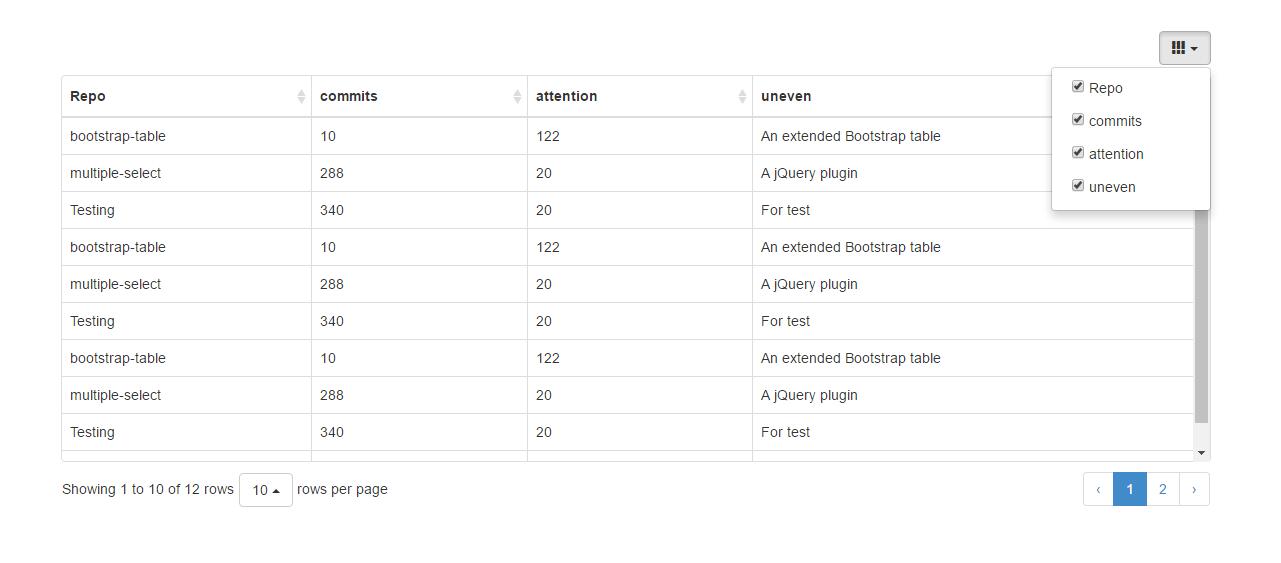 Repo commits attention uneven
Repo
commits
attention
uneven
bootstrap-table 10 122 An extended Bootstrap table
multiple-select 288 20 A jQuery plugin
Testing 340 20 For test
bootstrap-table 10 122 An extended Bootstrap table
multiple-select 288 20 A jQuery plugin
Testing 340 20 For test
bootstrap-table 10 122 An extended Bootstrap table
multiple-select 288 20 A jQuery plugin
Testing 340 20 For test
Showing 1 to 10 of 12 rows 10 rows per page ‹ 1 2 ›